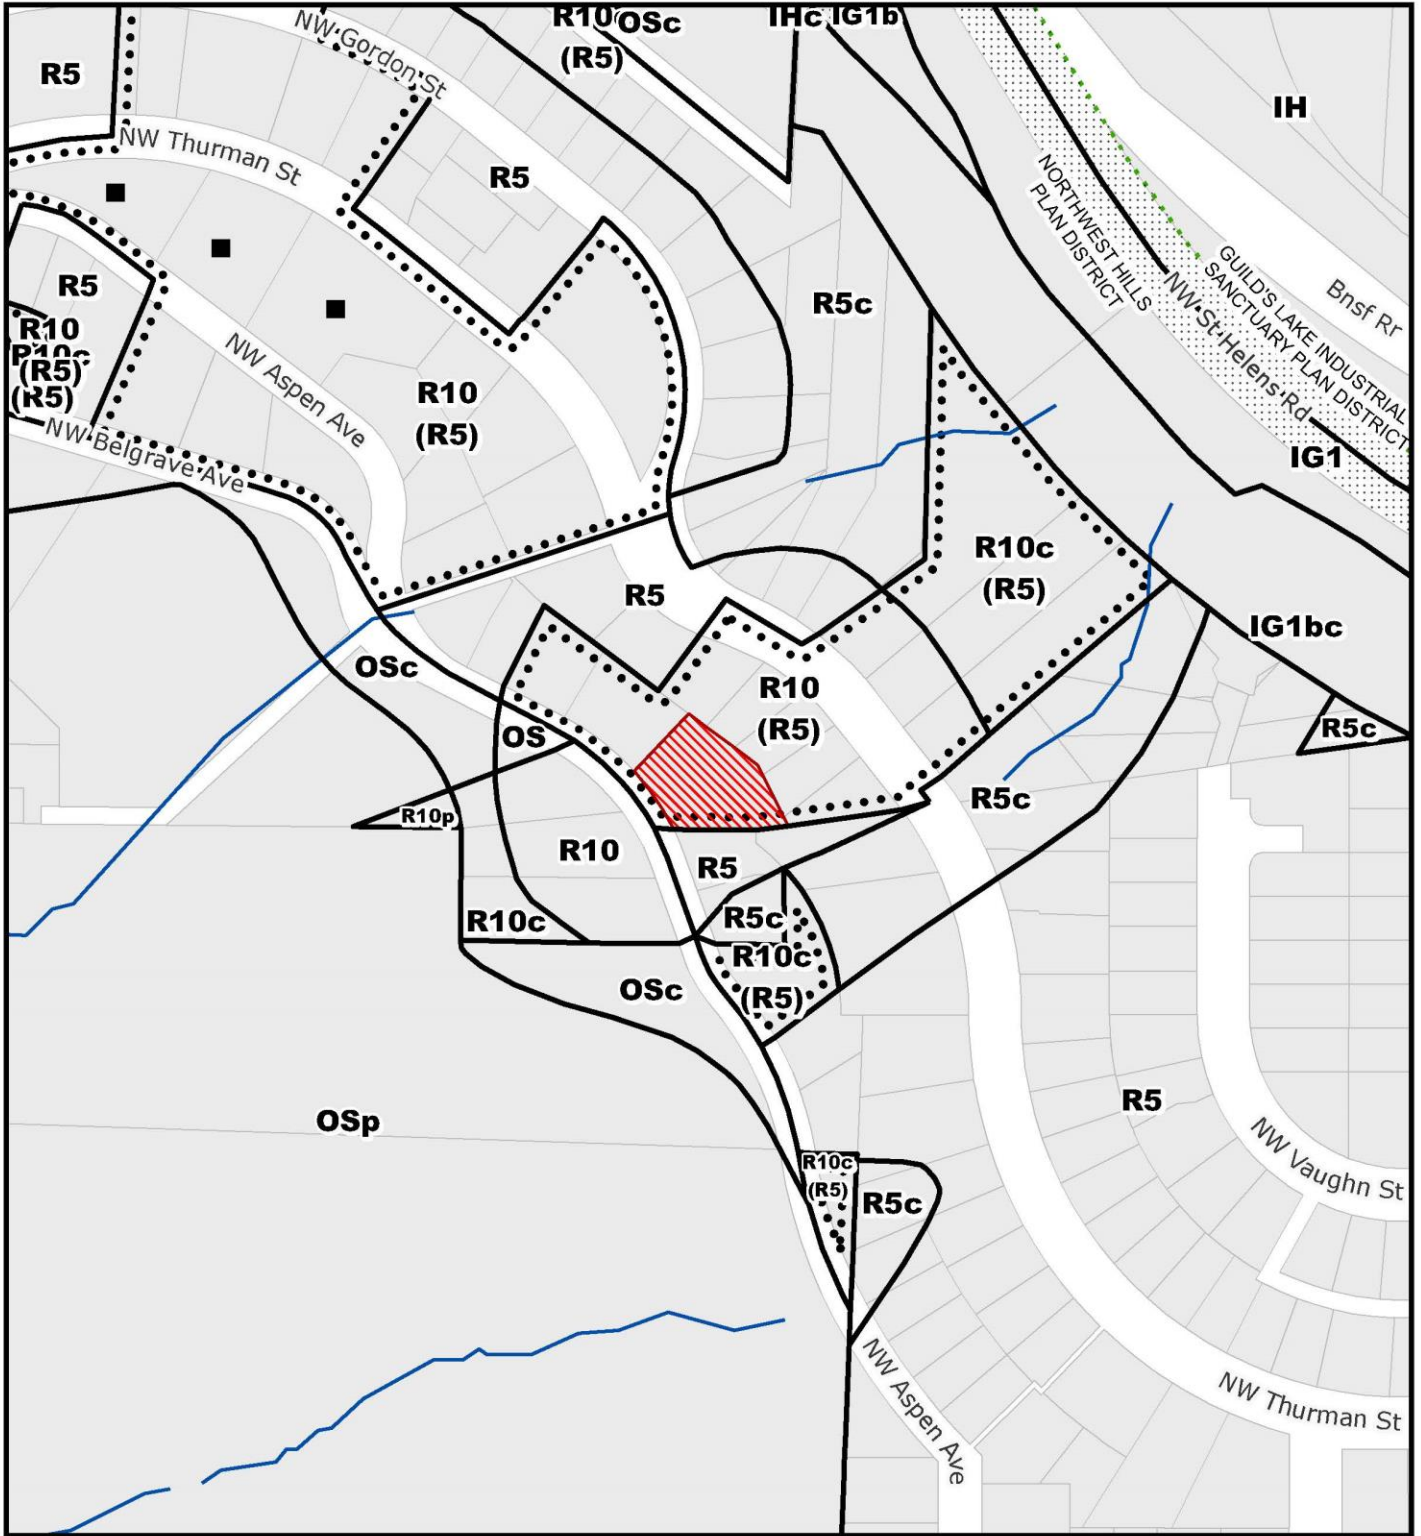 R10
OSc
(R5)
IHc
IG1b
NW Gordon St
R5
IH
NW Thurman St
R5
NORTHWEST HILLS
PLAN DISTRICT
GUILD'S LAKE INDUSTRIAL
SANCTUARY PLAN DISTRICT
NW St Helens Rd
Bnsf Rr
R5
R5c
R10
R10c
(R5)
(R5)
NW Aspen Ave
R10
(R5)
NW Belgrave Ave
IG1
R10c
(R5)
R5
IG1bc
OSc
R10
(R5)
OS
R5c
R5c
R10p
R10
R5
R10c
R5c
R10c
(R5)
OSc
R5
OSp
NW Vaughn St
R10c
(R5)
R5c
NW Aspen Ave
NW Thurman St